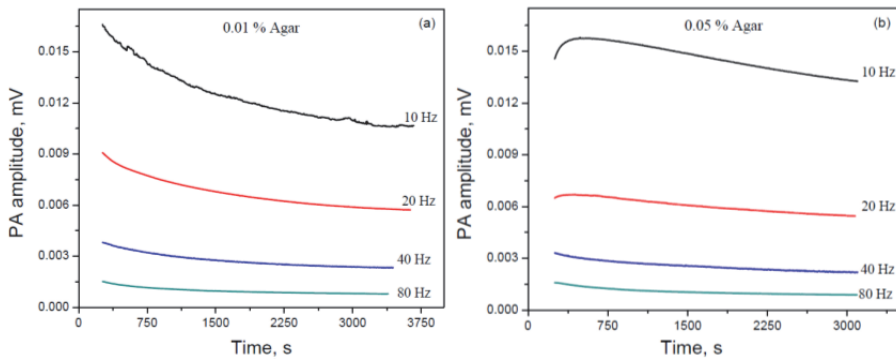 (a)
0.01 % Agar
PA amplitude, mV
0.015
0.012
0.009
0.006
0.003
0.000
10 Hz
20 Hz
40 Hz
80 Hz
0
750
1500
2250
3000
3750
Time, s
(b)
0.05 % Agar
PA amplitude, mV
0.015
0.012
0.009
0.006
0.003
0.000
10 Hz
20 Hz
40 Hz
80 Hz
0
750
1500
2250
3000
Time, s